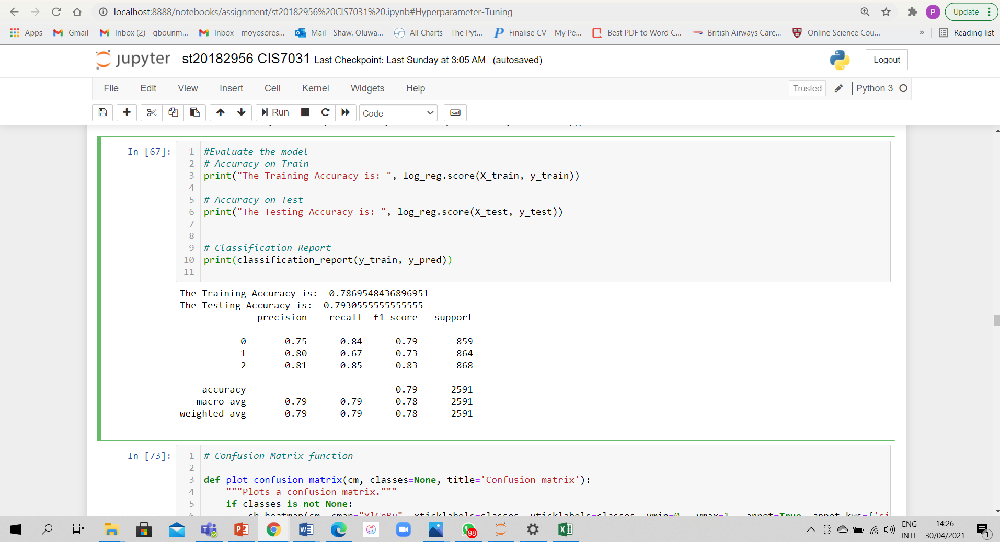 localhost:8888/notebooks/assignment/st20182956%20CIS7031%20.ipynb#Hyperparameter-Tuning
P
Update
Apps
Gmail
Inbox (2) - gbounm...
Inbox - moyosores...
Mail - Shaw, Oluwa...
All Charts – The Pyt...
Finalise CV – My Pe...
Best PDF to Word C...
British Airways Care...
Online Science Cou...
»
Reading list
jupyter st20182956 CIS7031 Last Checkpoint: Last Sunday at 3:05 AM (autosaved)
Logout
File Edit View Insert Cell Kernel Widgets Help
Trusted
Python 3
Run
Code
In [67]:
1 #Evaluate the model
2 # Accuracy on Train
3 print("The Training Accuracy is: ", log_reg.score(X_train, y_train))
4
5 # Accuracy on Test
6 print("The Testing Accuracy is: ", log_reg.score(X_test, y_test))
7
8
9 # Classification Report
10 print(classification_report(y_train, y_pred))
11
The Training Accuracy is:  0.7869548436896951
The Testing Accuracy is:  0.7930555555555555
precision recall f1-score support
0 0.75 0.84 0.79 859
1 0.80 0.67 0.73 864
2 0.81 0.85 0.83 868
accuracy 0.79 2591
macro avg 0.79 0.79 0.78 2591
weighted avg 0.79 0.79 0.78 2591
In [73]:
1 # Confusion Matrix function
2
3 def plot_confusion_matrix(cm, classes=None, title='Confusion matrix'):
4 """Plots a confusion matrix."""
5 if classes is not None:
6 sb.heatmap(cm, cmap="YlGnBu", xticklabels=classes, yticklabels=classes, vmin=0., vmax=1., annot=True, annot_kws={'si
98
ENG
INTL
14:26
30/04/2021
1